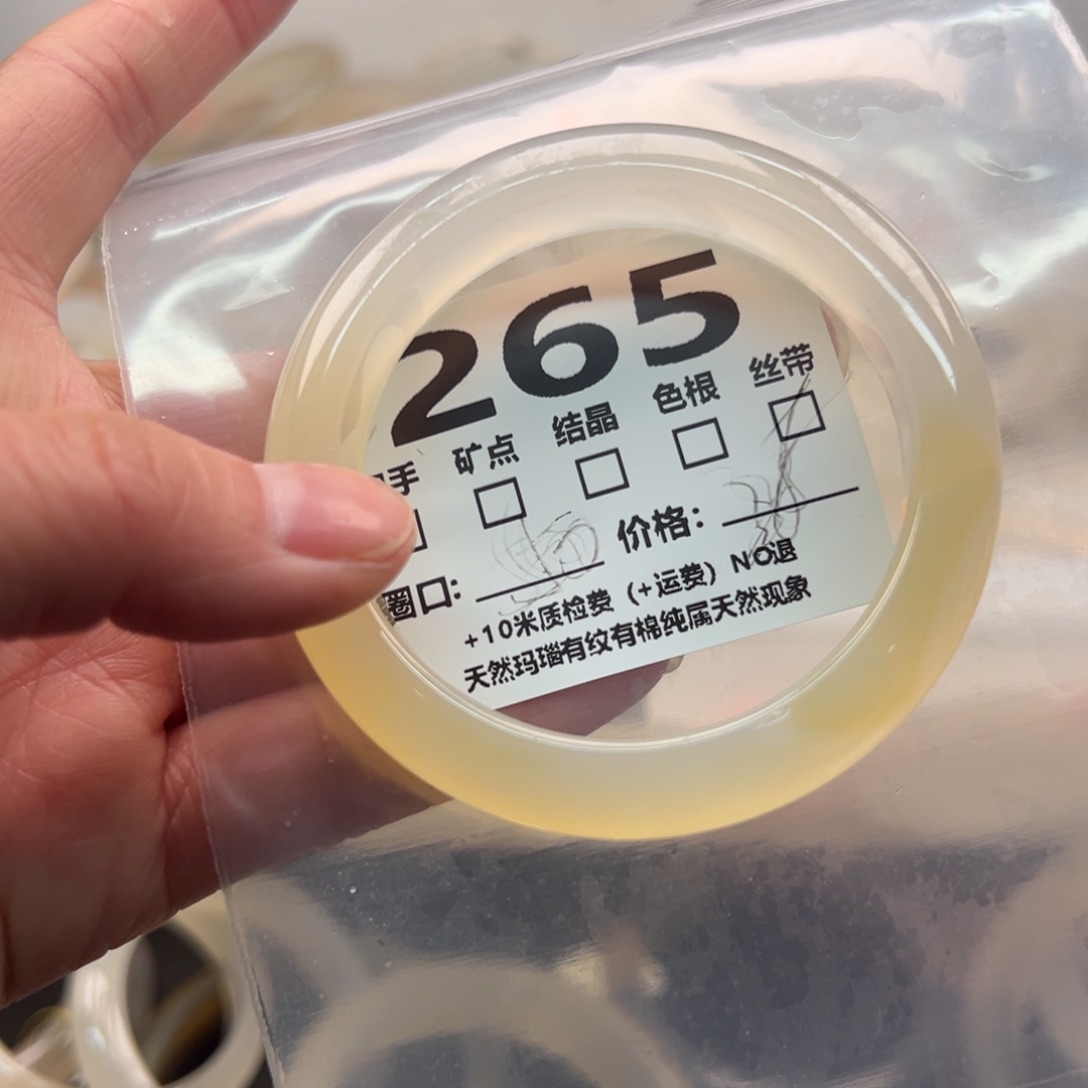 265
手 矿点 结晶 色根 丝带
圈口: 价格:
+10米质检费 (+运费) NO退
天然玛瑙有纹有棉纯属天然现象